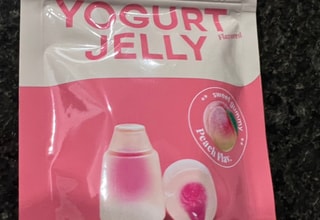 YOGURT
Flavored
JELLY
sweet gummy
Peach Flav.